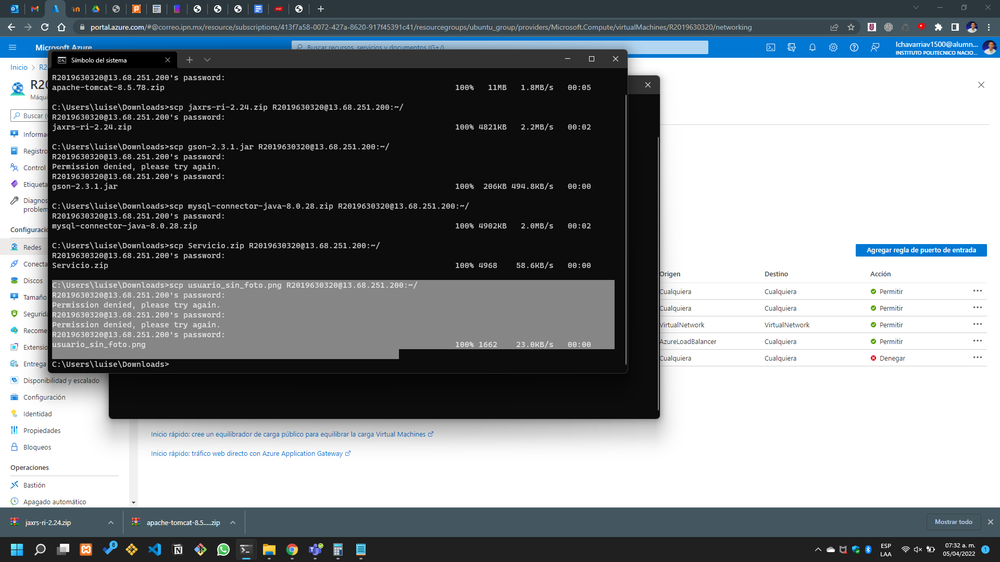 portal.azure.com/#@correo.ipn.mx/resource/subscriptions/413f7a58-0072-427a-8620-917f45391c41/resourcegroups/ubuntu_group/providers/Microsoft.Compute/virtualMachines/R2019630320/networking
Microsoft Azure
Buscar recursos, servicios y documentos (G+/)
lchavarriav1500@alumn...
INSTITUTO POLITECNICO NACIO...
Inicio > R2
R20
Máqui
Buscar (
Informa
Registro
Control
Etiqueta
Diagnos
problem
Configuració
Redes
Conecta
Discos
Tamaño
Segurida
Recome
Extensio
Entrega
Disponibilidad y escalado
Configuración
Identidad
Propiedades
Bloqueos
Operaciones
Bastión
Apagado automático
Símbolo del sistema
R2019630320@13.68.251.200's password:
apache-tomcat-8.5.78.zip 100% 11MB 1.8MB/s 00:05
C:\Users\luise\Downloads>scp jaxrs-ri-2.24.zip R2019630320@13.68.251.200:~/
R2019630320@13.68.251.200's password:
jaxrs-ri-2.24.zip 100% 4821KB 2.2MB/s 00:02
C:\Users\luise\Downloads>scp gson-2.3.1.jar R2019630320@13.68.251.200:~/
R2019630320@13.68.251.200's password:
Permission denied, please try again.
R2019630320@13.68.251.200's password:
gson-2.3.1.jar 100% 206KB 494.8KB/s 00:00
C:\Users\luise\Downloads>scp mysql-connector-java-8.0.28.zip R2019630320@13.68.251.200:~/
R2019630320@13.68.251.200's password:
mysql-connector-java-8.0.28.zip 100% 4902KB 2.0MB/s 00:02
C:\Users\luise\Downloads>scp Servicio.zip R2019630320@13.68.251.200:~/
R2019630320@13.68.251.200's password:
Servicio.zip 100% 4968 58.6KB/s 00:00
C:\Users\luise\Downloads>scp usuario_sin_foto.png R2019630320@13.68.251.200:~/
R2019630320@13.68.251.200's password:
Permission denied, please try again.
R2019630320@13.68.251.200's password:
Permission denied, please try again.
R2019630320@13.68.251.200's password:
usuario_sin_foto.png 100% 1662 23.0KB/s 00:00
C:\Users\luise\Downloads>
Agregar regla de puerto de entrada
Origen Destino Acción
Cualquiera Cualquiera Permitir
Cualquiera Cualquiera Permitir
VirtualNetwork VirtualNetwork Permitir
AzureLoadBalancer Cualquiera Permitir
Cualquiera Cualquiera Denegar
Inicio rápido: cree un equilibrador de carga público para equilibrar la carga Virtual Machines
Inicio rápido: tráfico web directo con Azure Application Gateway
jaxrs-ri-2.24.zip
apache-tomcat-8.5.....zip
Mostrar todo
8
ESP
LAA
07:32 a. m.
05/04/2022
1